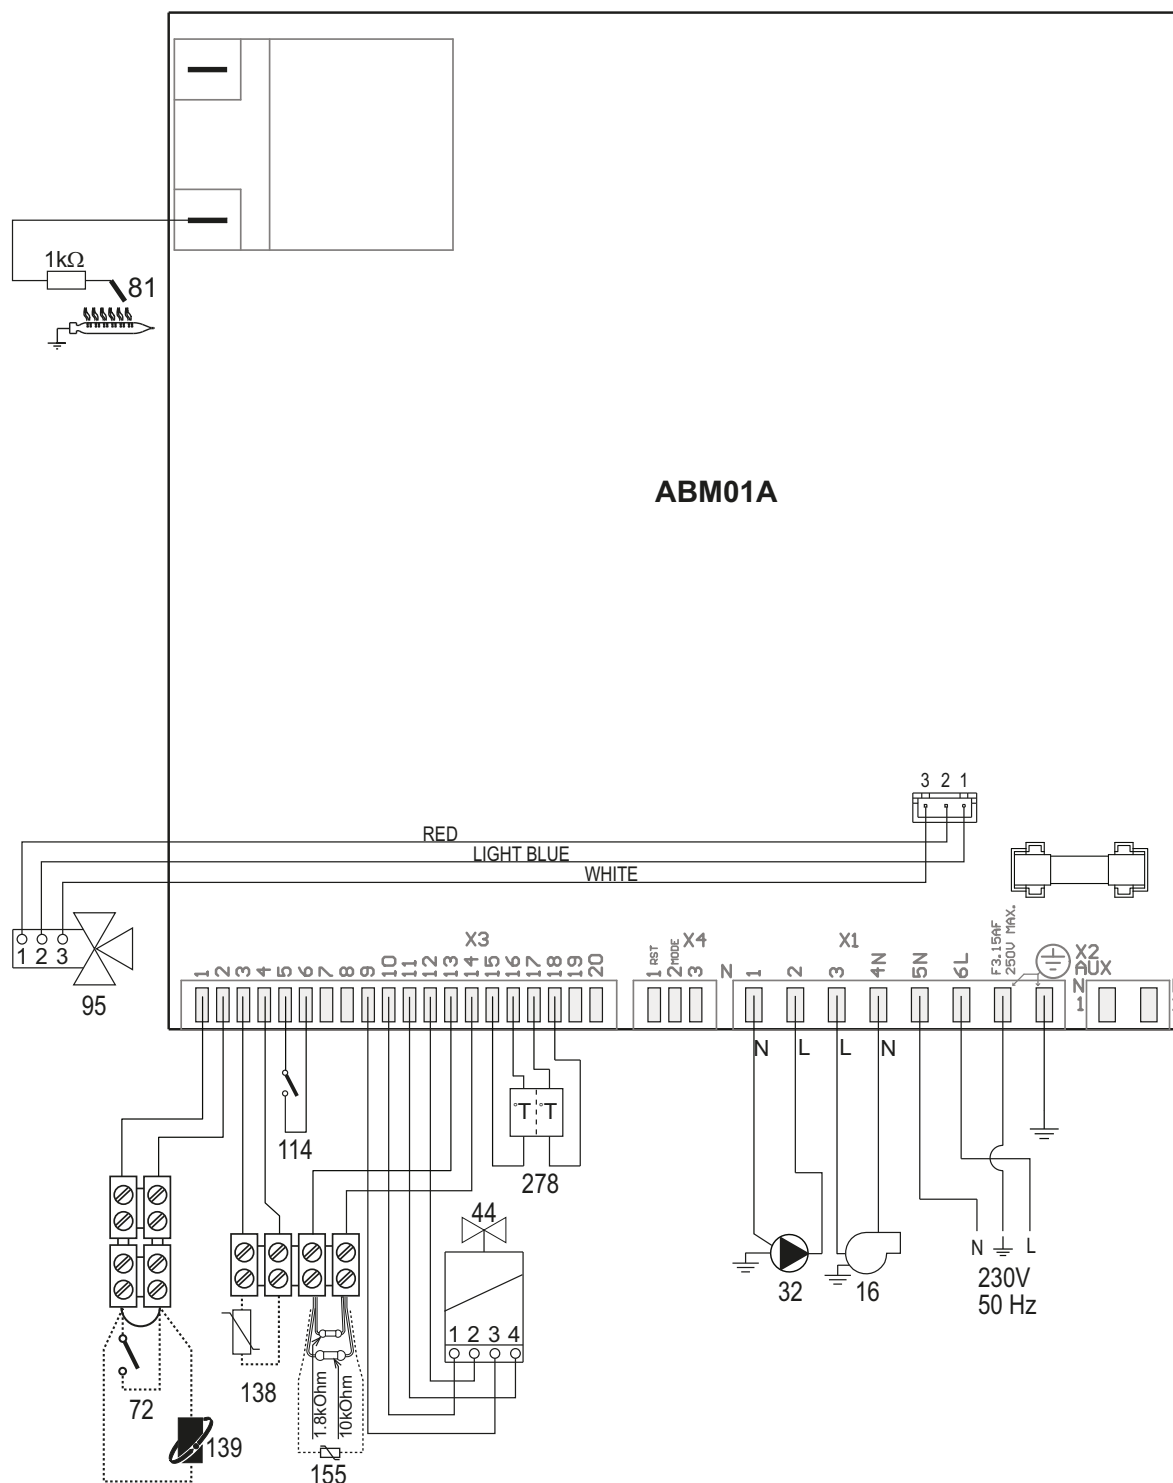 1kΩ
81
ABM01A
3 2 1
RED
LIGHT BLUE
WHITE
1 2 3
95
X3
1 2 3 4 5 6 7 8 9 10 11 12 13 14 15 16 17 18 19 20
X4
1 RST
2 MODE
3
X1
N
1 2 3 4N 5N 6L
F3.15AF
250V MAX.
X2
AUX
N
1
N L L N
114
°T °T
278
44
1 2 3 4
32
16
N L
230V
50 Hz
72
139
138
1.8kOhm
10kOhm
155